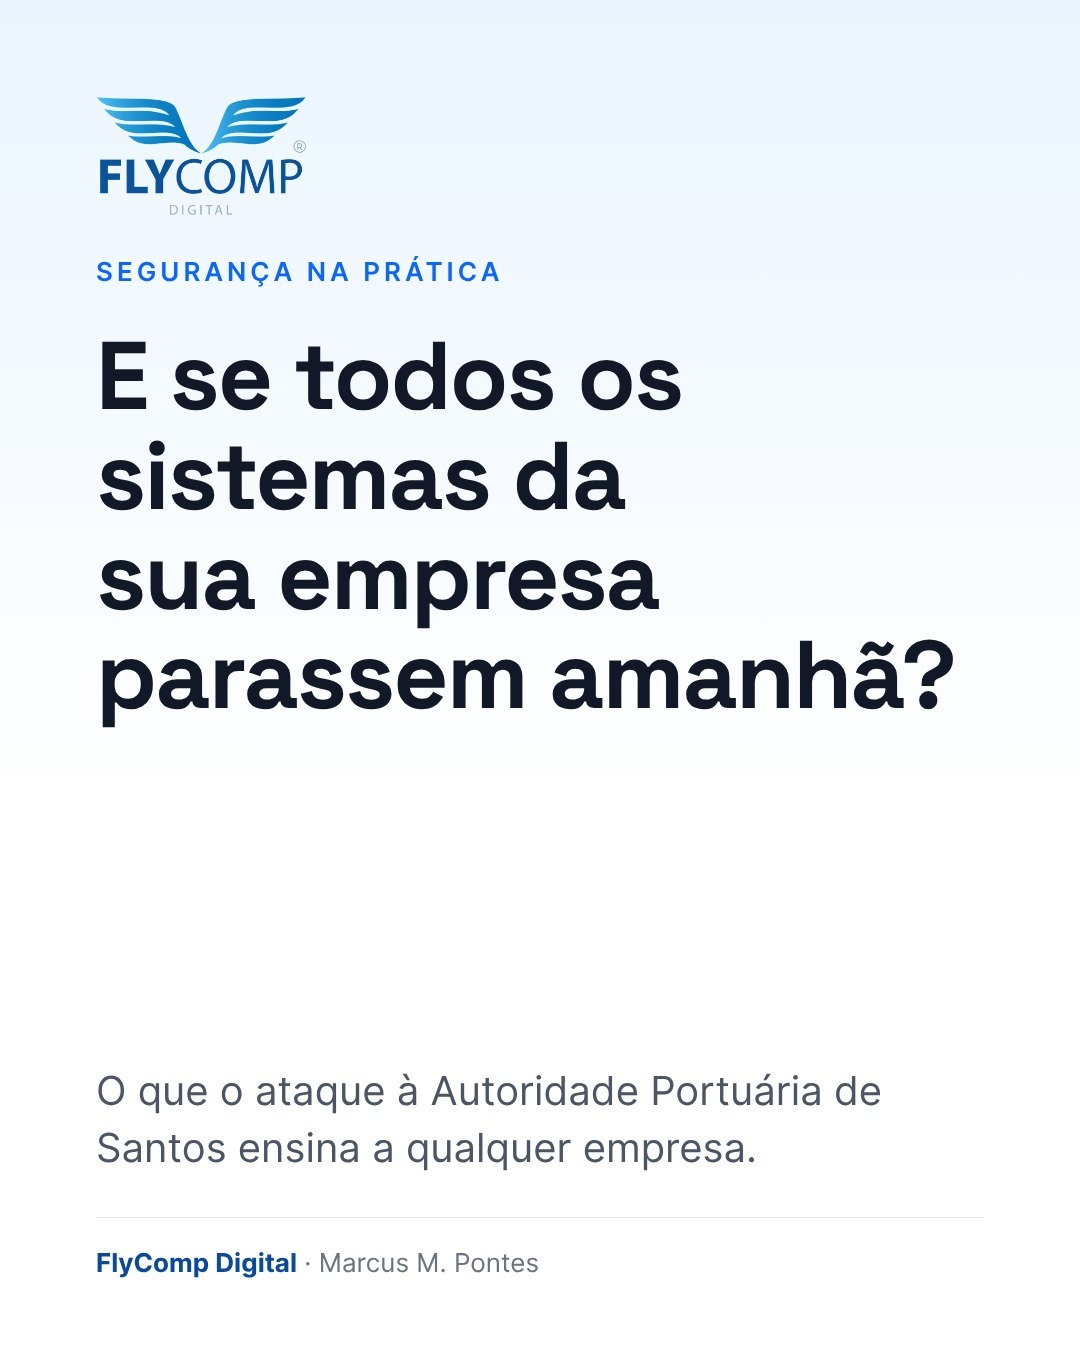 FLYCOMP®
DIGITAL
SEGURANÇA NA PRÁTICA
E se todos os
sistemas da
sua empresa
parassem amanhã?
O que o ataque à Autoridade Portuária de
Santos ensina a qualquer empresa.
FlyComp Digital · Marcus M. Pontes